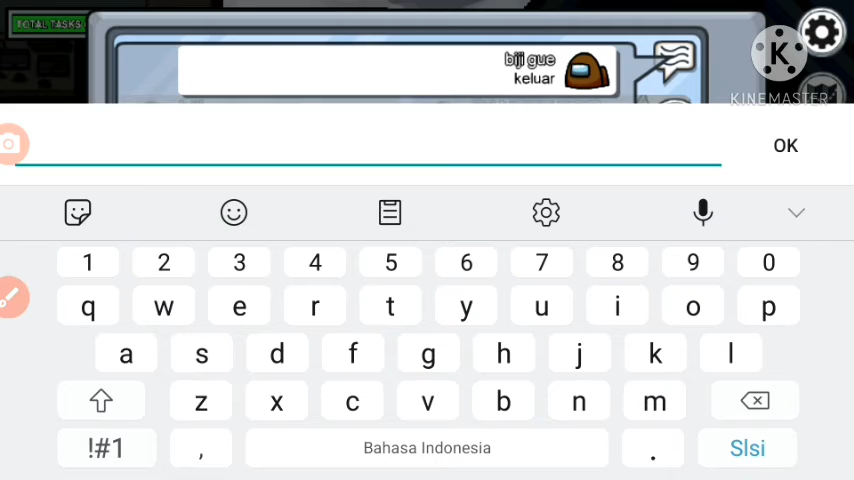 TOTAL TASKS
biji gue
keluar
K
KINEMASTER
OK
1 2 3 4 5 6 7 8 9 0
q w e r t y u i o p
a s d f g h j k l
z x c v b n m
!#1 , Bahasa Indonesia . Slsi